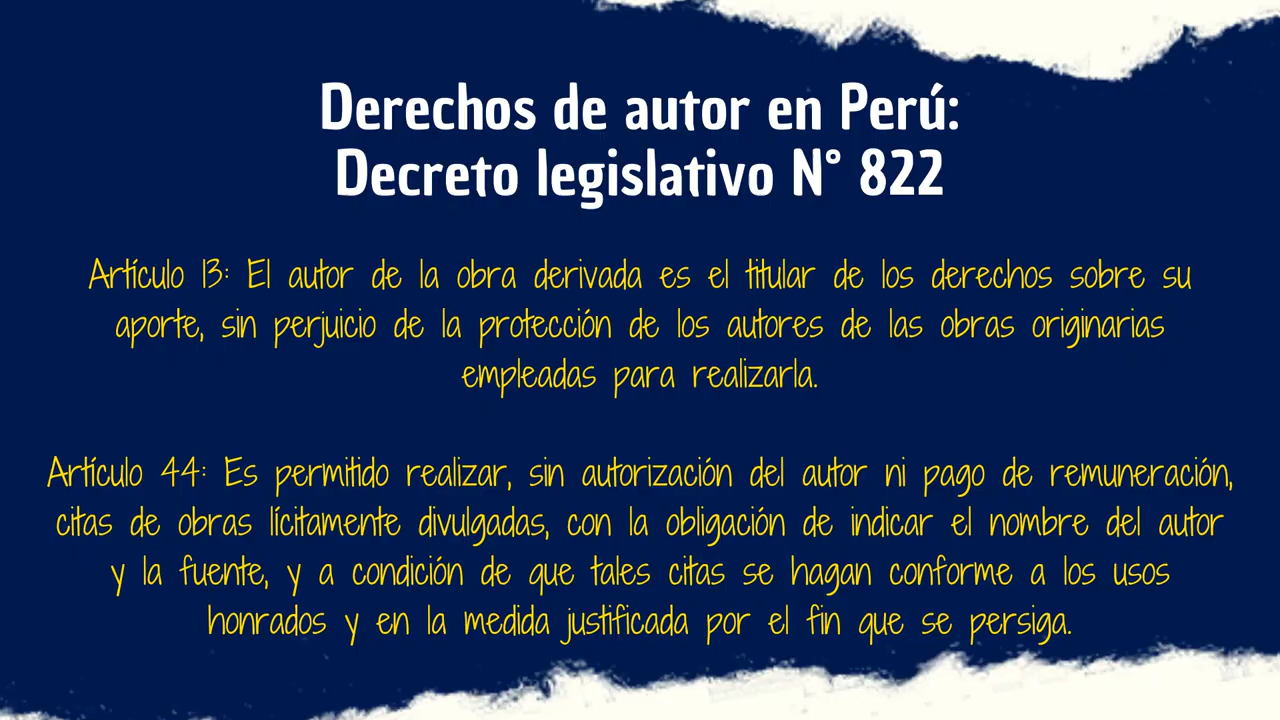 Derechos de autor en Perú:
Decreto legislativo N° 822
Artículo 13: El autor de la obra derivada es el titular de los derechos sobre su
aporte, sin perjuicio de la protección de los autores de las obras originarias
empleadas para realizarla.
Artículo 44: Es permitido realizar, sin autorización del autor ni pago de remuneración,
citas de obras lícitamente divulgadas, con la obligación de indicar el nombre del autor
y la fuente, y a condición de que tales citas se hagan conforme a los usos
honrados y en la medida justificada por el fin que se persiga.